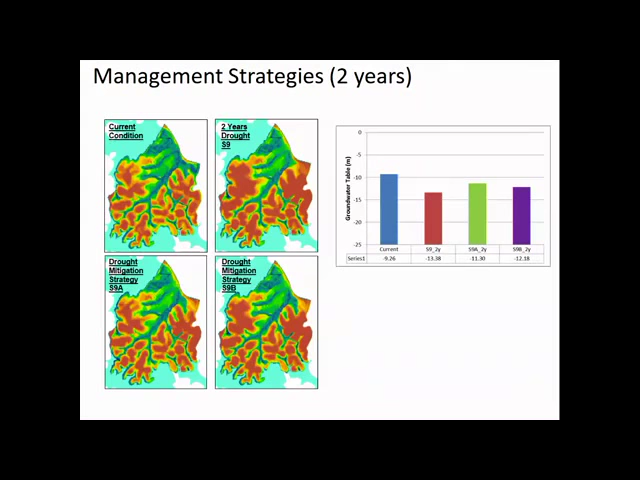 Management Strategies (2 years)
Current
Condition
2 Years
Drought
S9
Drought
Mitigation
Strategy
S9A
Drought
Mitigation
Strategy
S9B
Groundwater Table (m)
0
-5
-10
-15
-20
-25
Current S9_2y S9A_2y S9B_2y
Series1 -9.26 -13.38 -11.30 -12.18